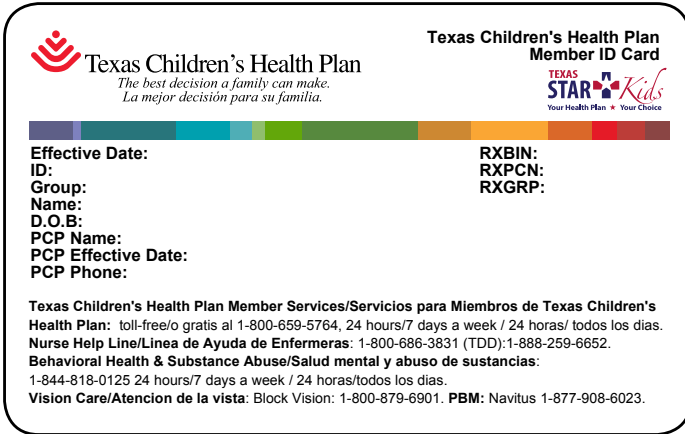 Texas Children's Health Plan
Member ID Card
Texas Children's Health Plan
The best decision a family can make.
La mejor decisión para su familia.
TEXAS
STAR Kids
Your Health Plan ★ Your Choice
Effective Date:
ID:
Group:
Name:
D.O.B:
PCP Name:
PCP Effective Date:
PCP Phone:
RXBIN:
RXPCN:
RXGRP:
Texas Children's Health Plan Member Services/Servicios para Miembros de Texas Children's
Health Plan: toll-free/o gratis al 1-800-659-5764, 24 hours/7 days a week / 24 horas/ todos los dias.
Nurse Help Line/Linea de Ayuda de Enfermeras: 1-800-686-3831 (TDD):1-888-259-6652.
Behavioral Health & Substance Abuse/Salud mental y abuso de sustancias:
1-844-818-0125 24 hours/7 days a week / 24 horas/todos los dias.
Vision Care/Atencion de la vista: Block Vision: 1-800-879-6901. PBM: Navitus 1-877-908-6023.